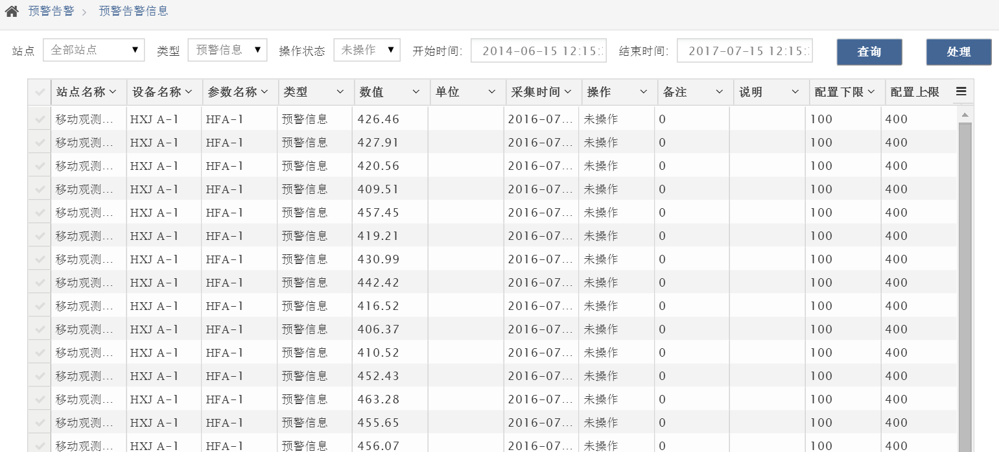 预警告警 预警告警信息
站点 全部站点 类型 预警信息 操作状态 未操作 开始时间: 2014-06-15 12:15: 结束时间: 2017-07-15 12:15: 查询 处理
站点名称 设备名称 参数名称 类型 数值 单位 采集时间 操作 备注 说明 配置下限 配置上限
移动观测... HXJ A-1 HFA-1 预警信息 426.46 2016-07... 未操作 0 100 400
移动观测... HXJ A-1 HFA-1 预警信息 427.91 2016-07... 未操作 0 100 400
移动观测... HXJ A-1 HFA-1 预警信息 420.56 2016-07... 未操作 0 100 400
移动观测... HXJ A-1 HFA-1 预警信息 409.51 2016-07... 未操作 0 100 400
移动观测... HXJ A-1 HFA-1 预警信息 457.45 2016-07... 未操作 0 100 400
移动观测... HXJ A-1 HFA-1 预警信息 419.21 2016-07... 未操作 0 100 400
移动观测... HXJ A-1 HFA-1 预警信息 430.99 2016-07... 未操作 0 100 400
移动观测... HXJ A-1 HFA-1 预警信息 442.42 2016-07... 未操作 0 100 400
移动观测... HXJ A-1 HFA-1 预警信息 416.52 2016-07... 未操作 0 100 400
移动观测... HXJ A-1 HFA-1 预警信息 406.37 2016-07... 未操作 0 100 400
移动观测... HXJ A-1 HFA-1 预警信息 410.52 2016-07... 未操作 0 100 400
移动观测... HXJ A-1 HFA-1 预警信息 452.43 2016-07... 未操作 0 100 400
移动观测... HXJ A-1 HFA-1 预警信息 463.28 2016-07... 未操作 0 100 400
移动观测... HXJ A-1 HFA-1 预警信息 455.65 2016-07... 未操作 0 100 400
移动观测... HXJ A-1 HFA-1 预警信息 456.07 2016-07... 未操作 0 100 400